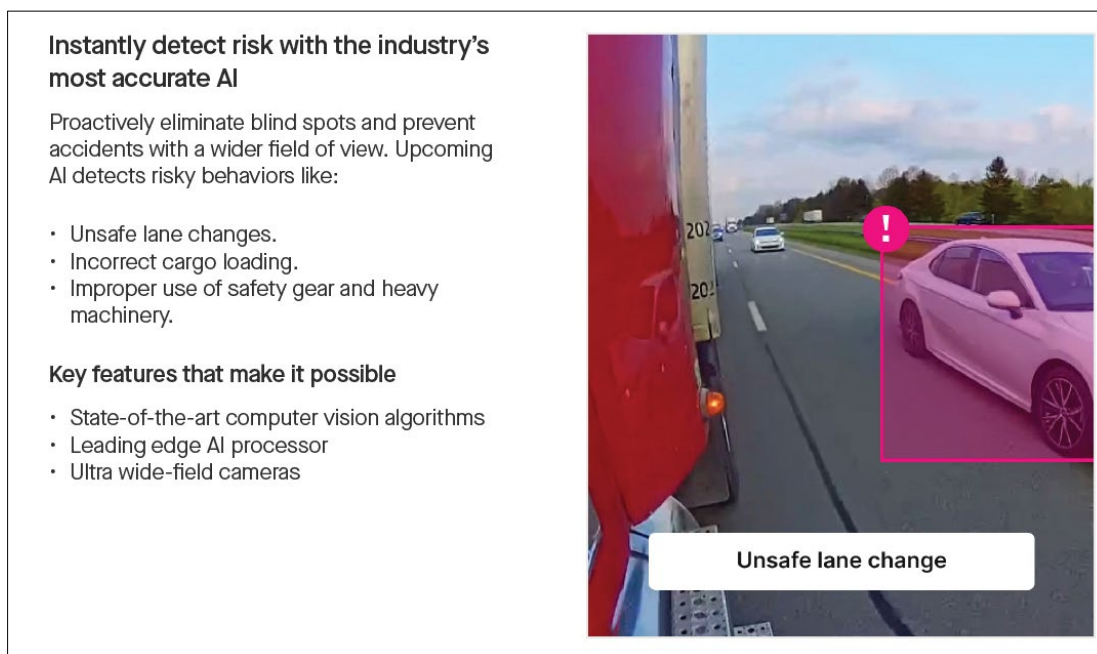 Instantly detect risk with the industry's
most accurate AI
Proactively eliminate blind spots and prevent
accidents with a wider field of view. Upcoming
AI detects risky behaviors like:
· Unsafe lane changes.
· Incorrect cargo loading.
· Improper use of safety gear and heavy
machinery.
Key features that make it possible
· State-of-the-art computer vision algorithms
· Leading edge AI processor
· Ultra wide-field cameras
!
202
Unsafe lane change